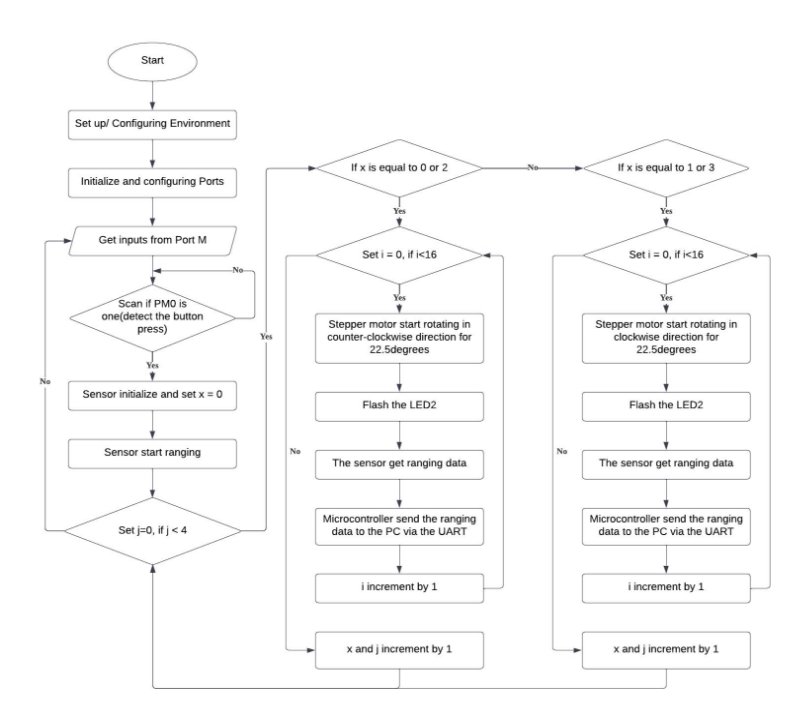 Start
Set up/ Configuring Environment
Initialize and configuring Ports
Get inputs from Port M
No
Scan if PM0 is
one(detect the button
press)
Yes
Sensor initialize and set x = 0
Sensor start ranging
No
Set j=0, if j < 4
Yes
If x is equal to 0 or 2
No
Yes
Set i = 0, if i<16
Yes
Stepper motor start rotating in
counter-clockwise direction for
22.5degrees
Flash the LED2
No
The sensor get ranging data
Microcontroller send the ranging
data to the PC via the UART
i increment by 1
x and j increment by 1
If x is equal to 1 or 3
Yes
Set i = 0, if i<16
Yes
Stepper motor start rotating in
clockwise direction for
22.5degrees
Flash the LED2
No
The sensor get ranging data
Microcontroller send the ranging
data to the PC via the UART
i increment by 1
x and j increment by 1